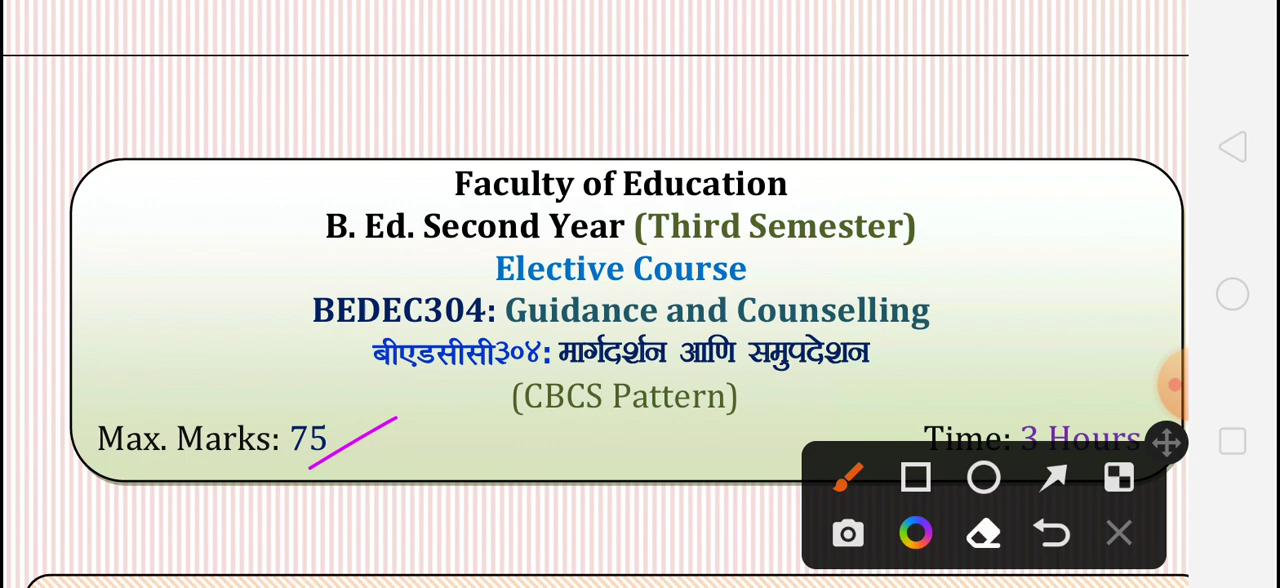 Faculty of Education
B. Ed. Second Year (Third Semester)
Elective Course
BEDEC304: Guidance and Counselling
बीएडसीसी३०४: मार्गदर्शन आणि समुपदेशन
(CBCS Pattern)
Max. Marks: 75 Time: 3 Hours